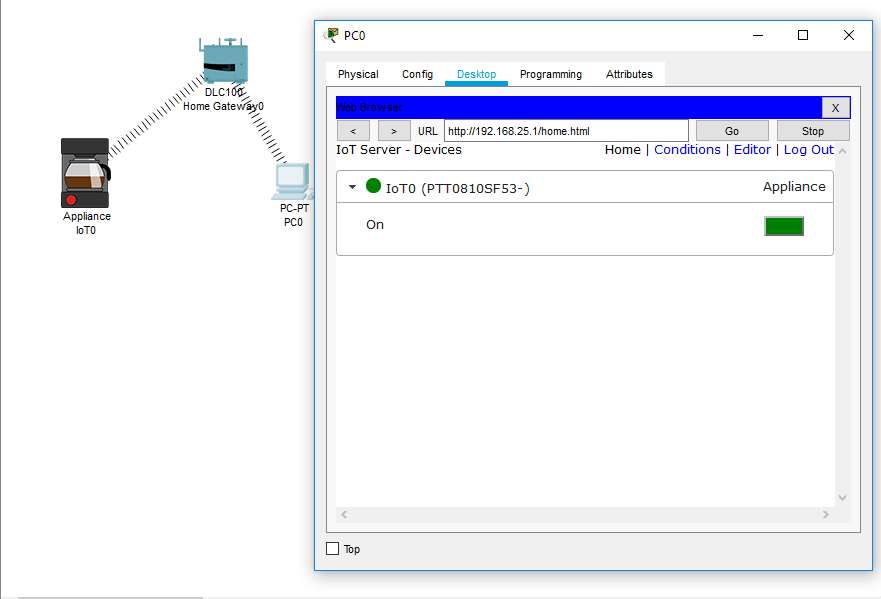 DLC100
Home Gateway0
Appliance
IoT0
PC-PT
PC0
PC0
Physical Config Desktop Programming Attributes
Web Browser X
< > URL http://192.168.25.1/home.html Go Stop
IoT Server - Devices Home | Conditions | Editor | Log Out
IoT0 (PTT0810SF53-) Appliance
On
Top